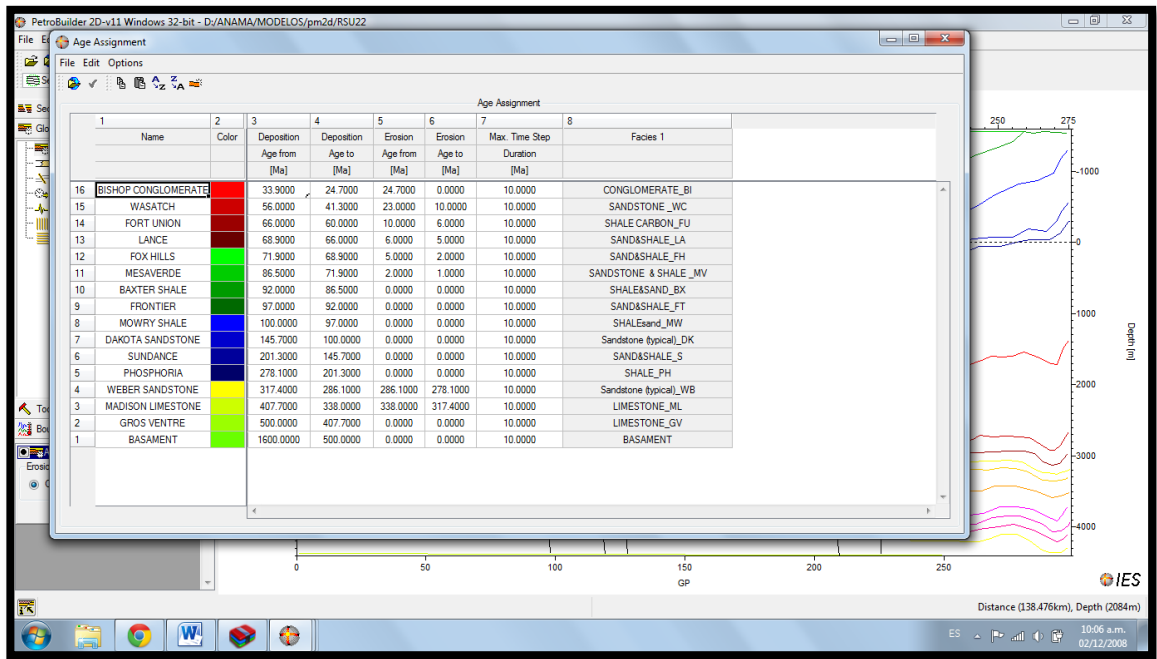 PetroBuilder 2D-v11 Windows 32-bit - D:/ANAMA/MODELOS/pm2d/RSU22
File
Age Assignment
File Edit Options
Age Assignment
1 2 3 4 5 6 7 8
Name Color Deposition Deposition Erosion Erosion Max. Time Step Facies 1
Age from Age to Age from Age to Duration
[Ma] [Ma] [Ma] [Ma] [Ma]
16 BISHOP CONGLOMERATE 33.9000 24.7000 24.7000 0.0000 10.0000 CONGLOMERATE_BI
15 WASATCH 56.0000 41.3000 23.0000 10.0000 10.0000 SANDSTONE _WC
14 FORT UNION 66.0000 60.0000 10.0000 6.0000 10.0000 SHALE CARBON_FU
13 LANCE 68.9000 66.0000 6.0000 5.0000 10.0000 SAND&SHALE_LA
12 FOX HILLS 71.9000 68.9000 5.0000 2.0000 10.0000 SAND&SHALE_FH
11 MESAVERDE 86.5000 71.9000 2.0000 1.0000 10.0000 SANDSTONE & SHALE _MV
10 BAXTER SHALE 92.0000 86.5000 0.0000 0.0000 10.0000 SHALE&SAND_BX
9 FRONTIER 97.0000 92.0000 0.0000 0.0000 10.0000 SAND&SHALE_FT
8 MOWRY SHALE 100.0000 97.0000 0.0000 0.0000 10.0000 SHALEsand_MW
7 DAKOTA SANDSTONE 145.7000 100.0000 0.0000 0.0000 10.0000 Sandstone (typical)_DK
6 SUNDANCE 201.3000 145.7000 0.0000 0.0000 10.0000 SAND&SHALE_S
5 PHOSPHORIA 278.1000 201.3000 0.0000 0.0000 10.0000 SHALE_PH
4 WEBER SANDSTONE 317.4000 286.1000 286.1000 278.1000 10.0000 Sandstone (typical)_WB
3 MADISON LIMESTONE 407.7000 338.0000 338.0000 317.4000 10.0000 LIMESTONE_ML
2 GROS VENTRE 500.0000 407.7000 0.0000 0.0000 10.0000 LIMESTONE_GV
1 BASAMENT 1600.0000 500.0000 0.0000 0.0000 10.0000 BASAMENT
250 275
-1000
0
1000
2000
3000
4000
Depth [m]
0 50 100 150 200 250
GP
IES
Distance (138.476km), Depth (2084m)
ES
10:06 a.m.
02/12/2008